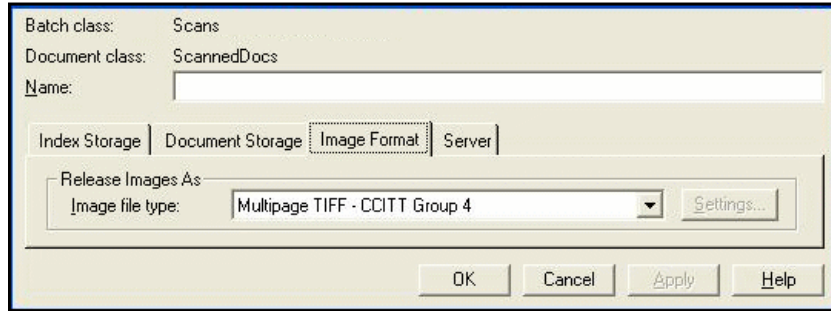 Batch class: Scans
Document class: ScannedDocs
Name:
Index Storage Document Storage Image Format Server
Release Images As
Image file type: Multipage TIFF - CCITT Group 4 Settings...
OK Cancel Apply Help